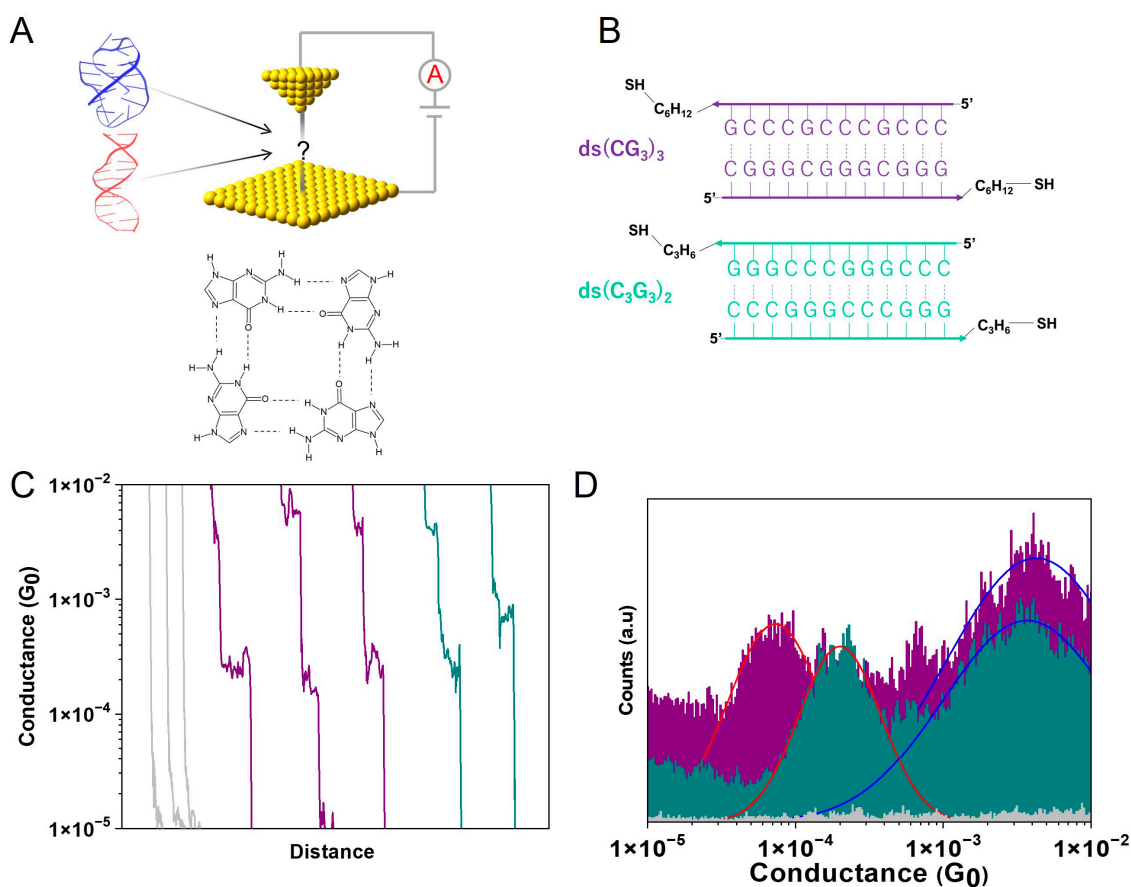 A
A
?
H
N
N
H
N
N
H
N
N
H
H
O
N
N
H
O
N
N
H
N
H
H
H
N
H
H
N
O
N
N
H
N
O
H
N
N
N
H
N
H
N
N
H
H
B
SH
C6H12
5’
G C C C G C C C G C C C
ds(CG3)3
C G G G C G G G C G G G
5’
C6H12
SH
SH
C3H6
5’
G G G C C C G G G C C C
ds(C3G3)2
C C C G G G C C C G G G
5’
C3H6
SH
C
Conductance (G0)
1×10-2
1×10-3
1×10-4
1×10-5
Distance
D
Counts (a.u)
1×10-5
1×10-4
1×10-3
1×10-2
Conductance (G0)